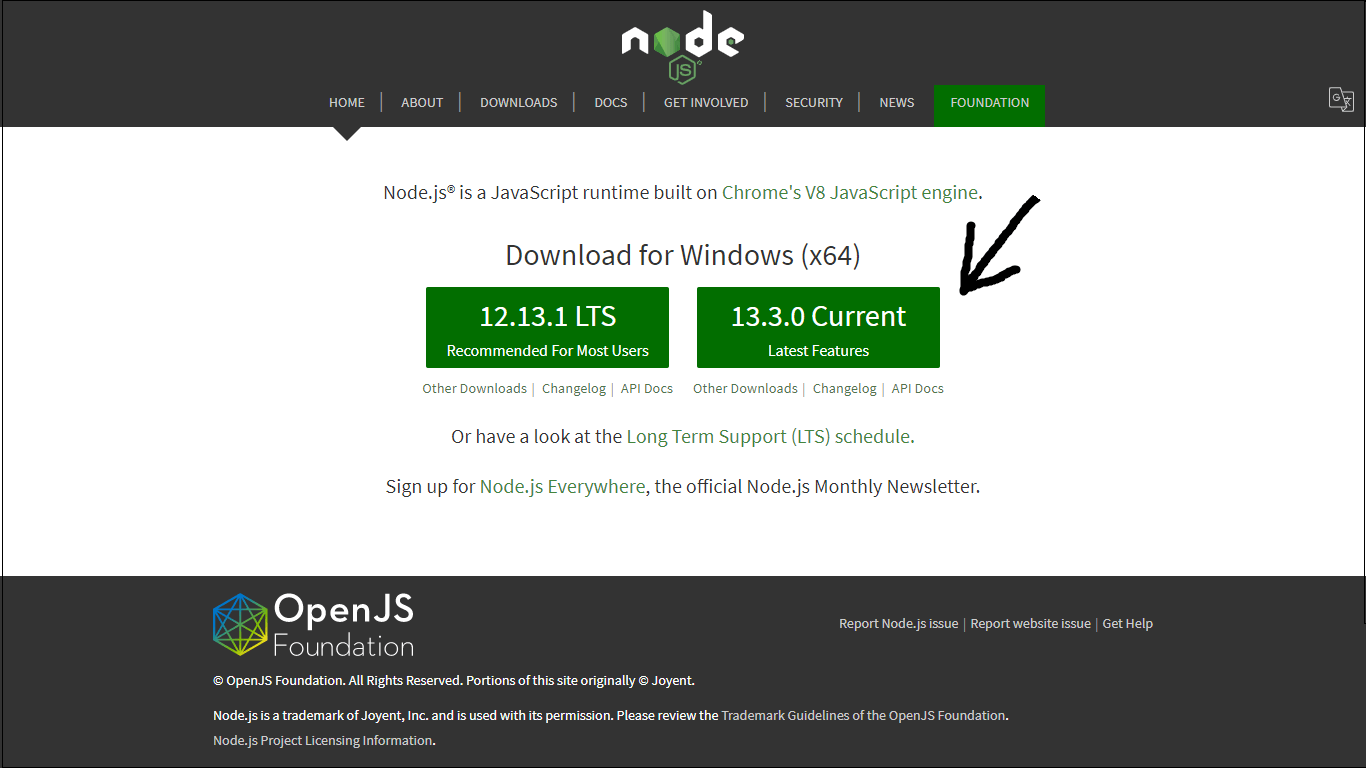 node
JS
HOME | ABOUT | DOWNLOADS | DOCS | GET INVOLVED | SECURITY | NEWS FOUNDATION
Node.js® is a JavaScript runtime built on Chrome's V8 JavaScript engine.
Download for Windows (x64)
12.13.1 LTS
Recommended For Most Users
13.3.0 Current
Latest Features
Other Downloads | Changelog | API Docs
Other Downloads | Changelog | API Docs
Or have a look at the Long Term Support (LTS) schedule.
Sign up for Node.js Everywhere, the official Node.js Monthly Newsletter.
OpenJS
Foundation
Report Node.js issue | Report website issue | Get Help
© OpenJS Foundation. All Rights Reserved. Portions of this site originally © Joyent.
Node.js is a trademark of Joyent, Inc. and is used with its permission. Please review the Trademark Guidelines of the OpenJS Foundation.
Node.js Project Licensing Information.